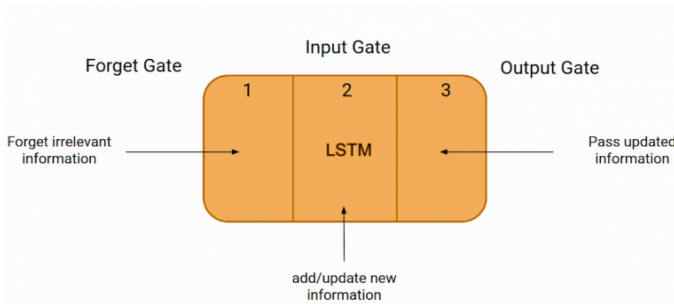 Input Gate
Forget Gate
Output Gate
1
2
3
Forget irrelevant
information
LSTM
Pass updated
information
add/update new
information